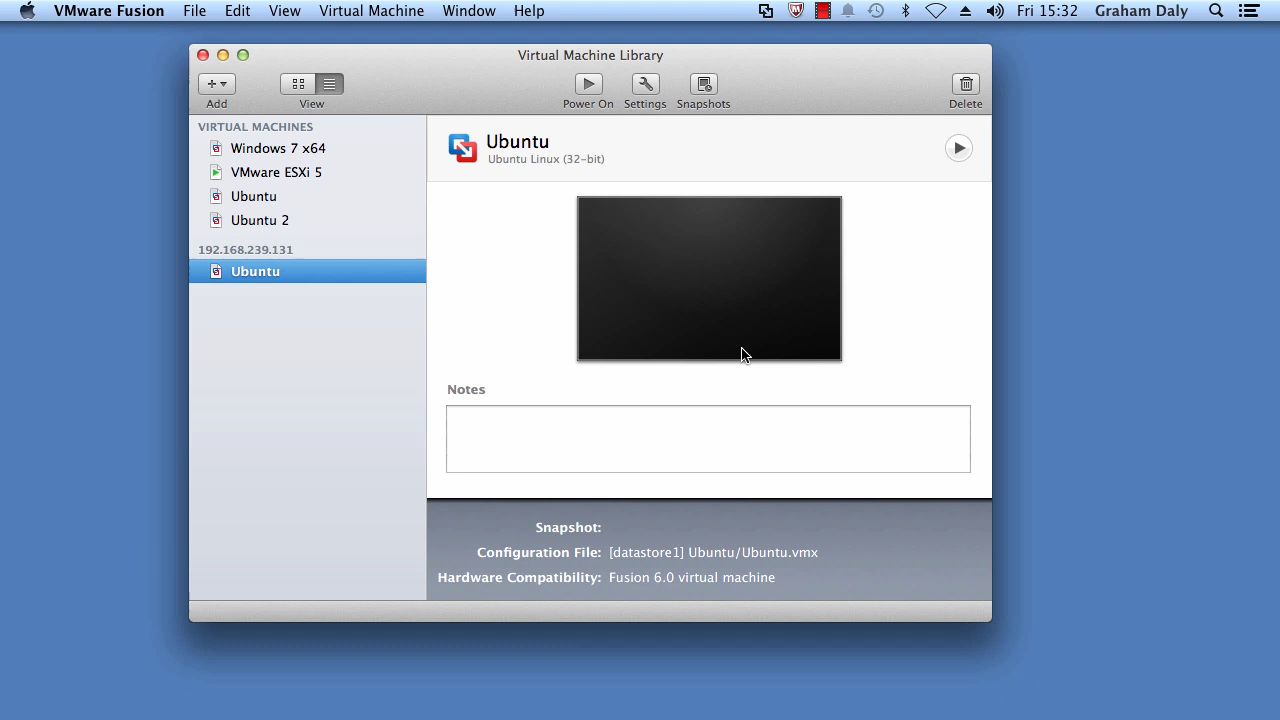 VMware Fusion File Edit View Virtual Machine Window Help Fri 15:32 Graham Daly
Virtual Machine Library
Add View Power On Settings Snapshots Delete
VIRTUAL MACHINES
Windows 7 x64
VMware ESXi 5
Ubuntu
Ubuntu 2
192.168.239.131
Ubuntu
Ubuntu
Ubuntu Linux (32-bit)
Notes
Snapshot:
Configuration File: [datastore1] Ubuntu/Ubuntu.vmx
Hardware Compatibility: Fusion 6.0 virtual machine